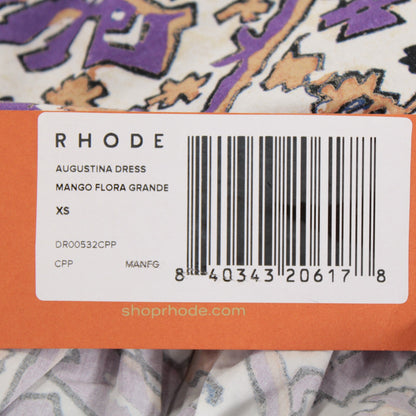 RHODE
AUGUSTINA DRESS
MANGO FLORA GRANDE
XS
DR00532CPP
CPP MANFG
8 40343 20617 8
shoprhode.com